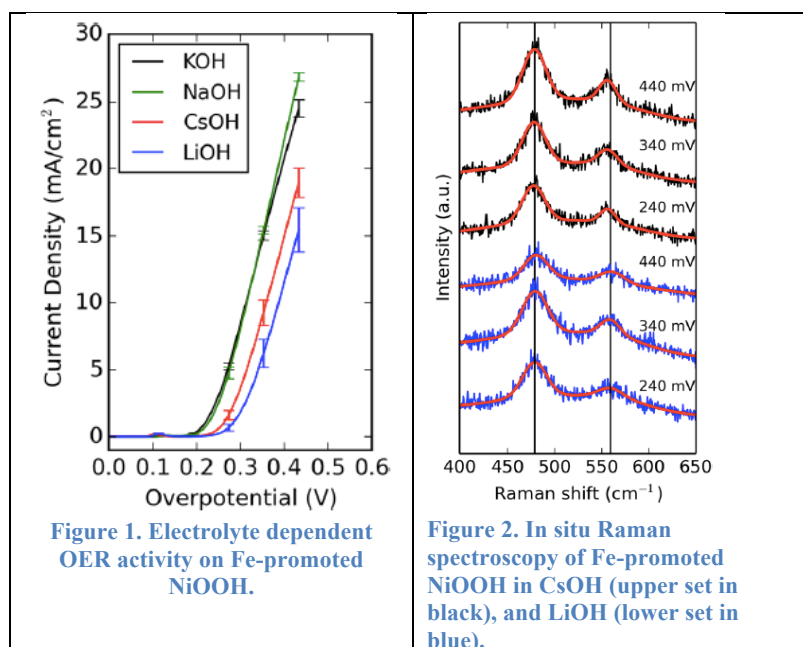 30
25
20
15
10
5
0
Current Density (mA/cm²)
KOH
NaOH
CsOH
LiOH
0.0 0.1 0.2 0.3 0.4 0.5 0.6
Overpotential (V)
Figure 1. Electrolyte dependent
OER activity on Fe-promoted
NiOOH.
Intensity (a.u.)
440 mV
340 mV
240 mV
440 mV
340 mV
240 mV
400 450 500 550 600 650
Raman shift (cm⁻¹)
Figure 2. In situ Raman
spectroscopy of Fe-promoted
NiOOH in CsOH (upper set in
black), and LiOH (lower set in
blue).